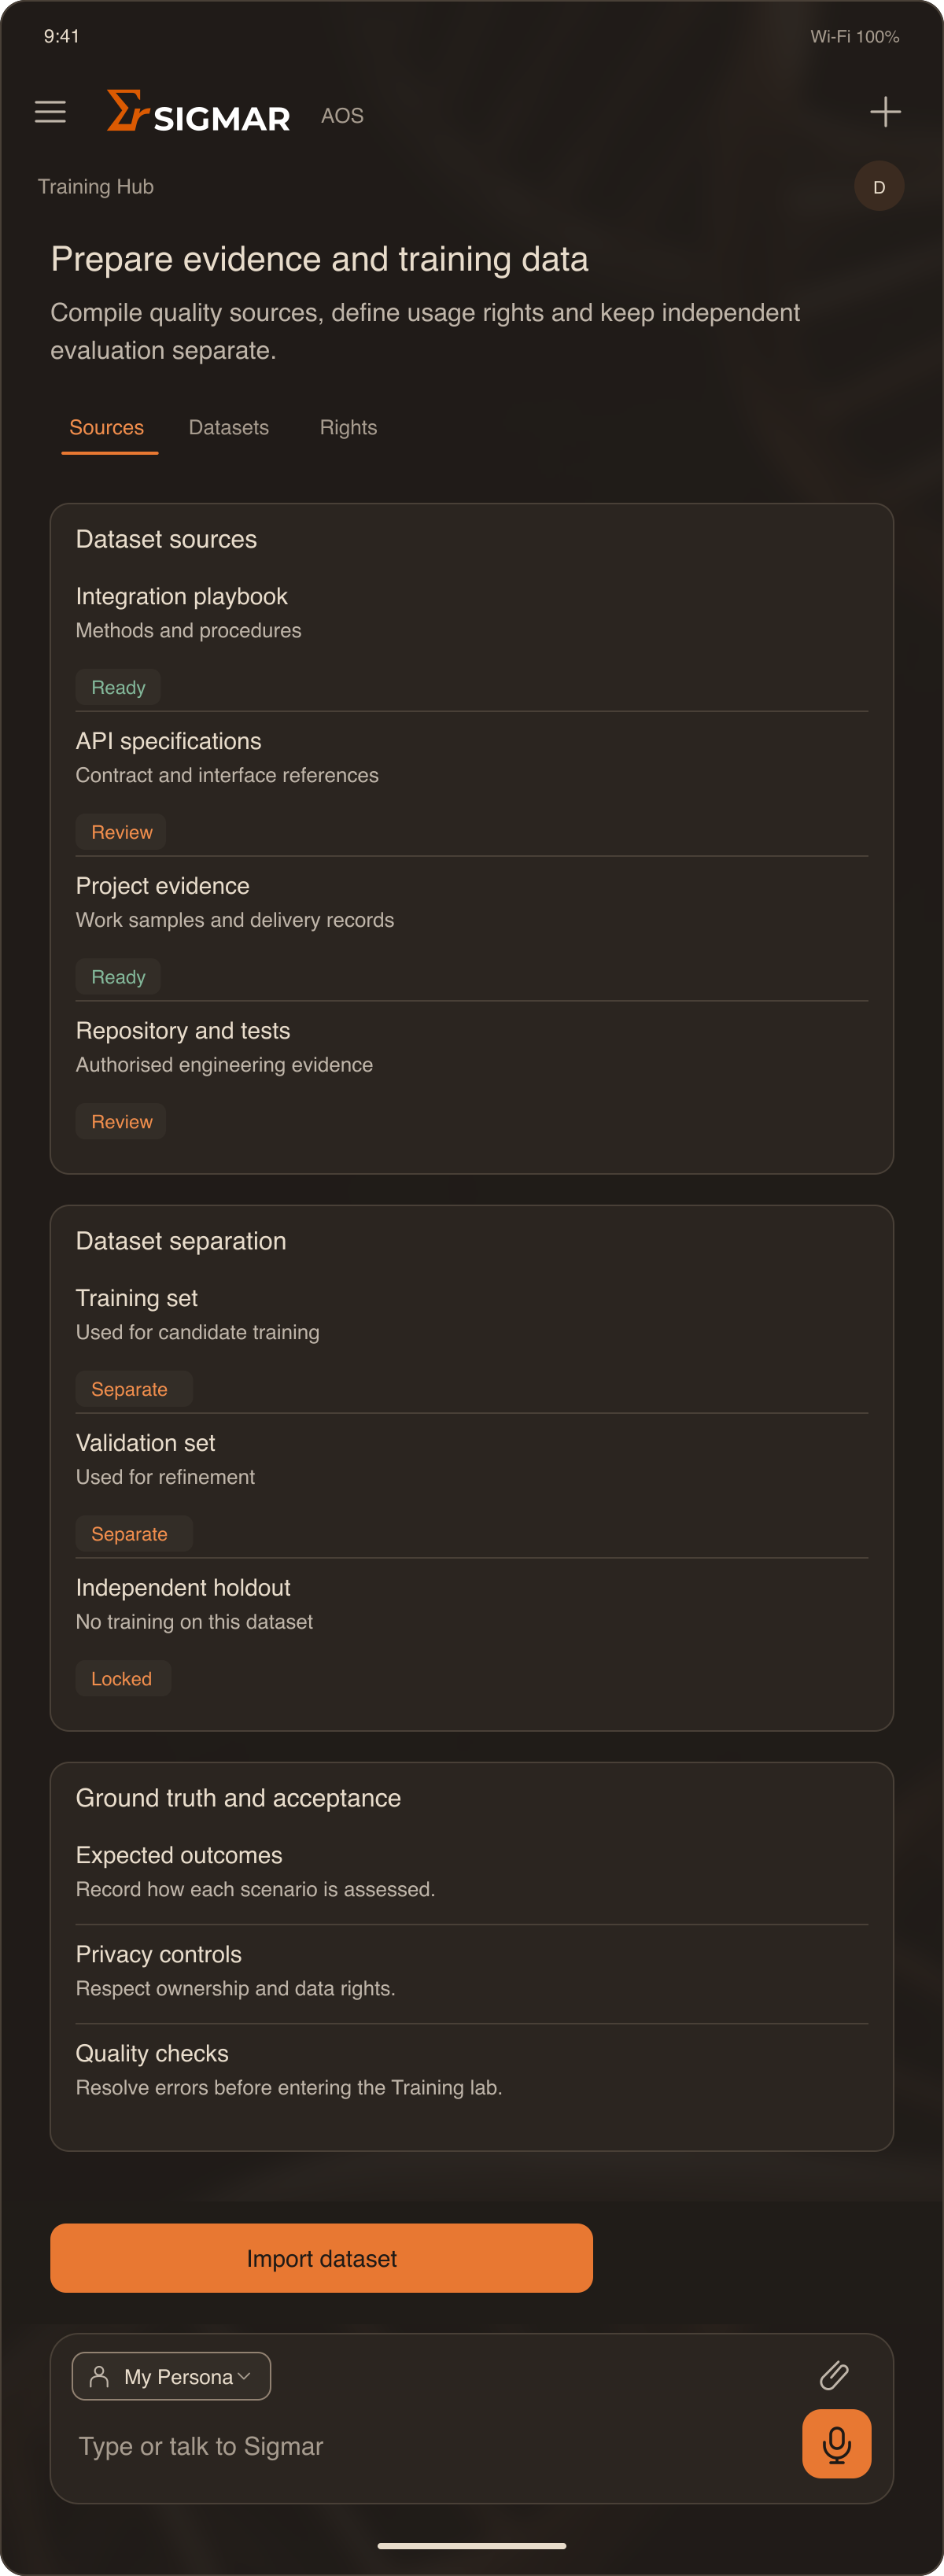 9:41
Wi-Fi 100%
Σr SIGMAR AOS
Training Hub
D
Prepare evidence and training data
Compile quality sources, define usage rights and keep independent
evaluation separate.
Sources Datasets Rights
Dataset sources
Integration playbook
Methods and procedures
Ready
API specifications
Contract and interface references
Review
Project evidence
Work samples and delivery records
Ready
Repository and tests
Authorised engineering evidence
Review
Dataset separation
Training set
Used for candidate training
Separate
Validation set
Used for refinement
Separate
Independent holdout
No training on this dataset
Locked
Ground truth and acceptance
Expected outcomes
Record how each scenario is assessed.
Privacy controls
Respect ownership and data rights.
Quality checks
Resolve errors before entering the Training lab.
Import dataset
My Persona
Type or talk to Sigmar